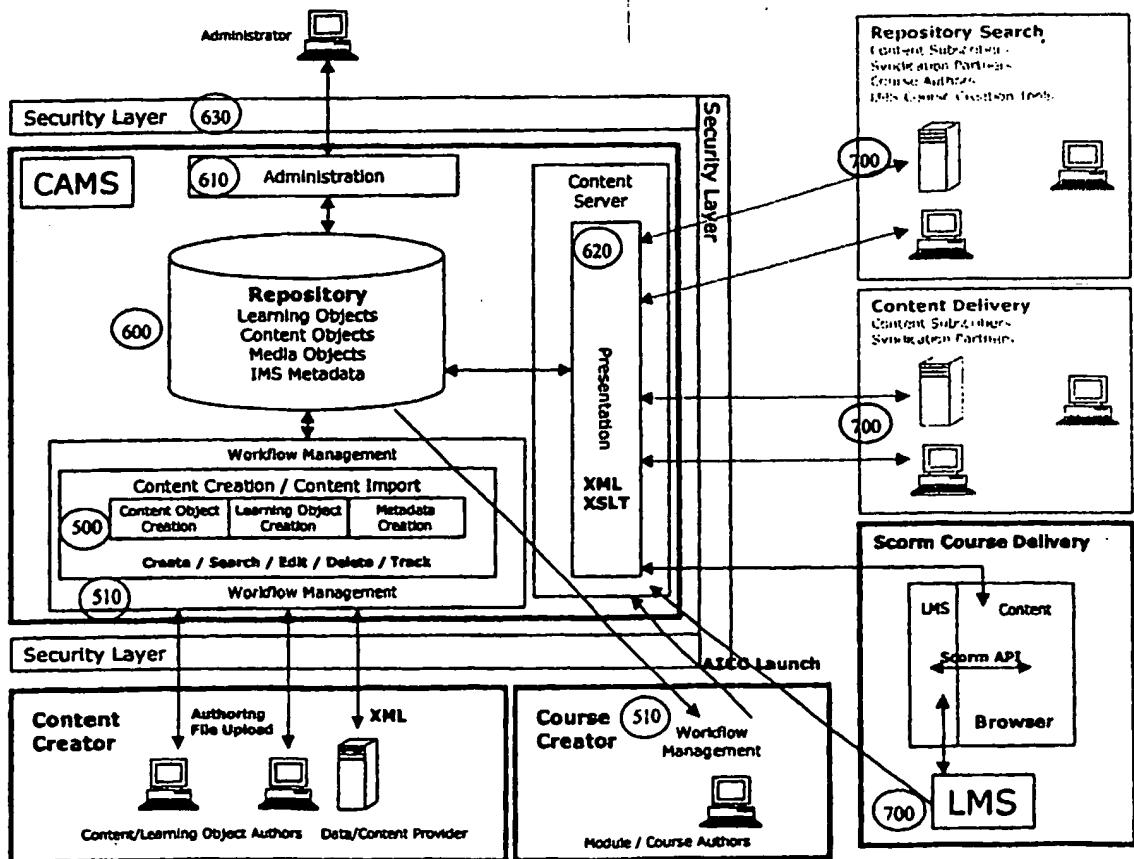 Administrator
Security Layer 630
Security Layer
CAMS
610 Administration
Content
Server
620
Presentation
XML
XSLT
600
Repository
Learning Objects
Content Objects
Media Objects
IMS Metadata
Workflow Management
Content Creation / Content Import
500
Content Object
Creation
Learning Object
Creation
Metadata
Creation
Create / Search / Edit / Delete / Track
510
Workflow Management
Security Layer
Repository Search
Content Subscribers
Syndication Partners
Course Authors
LMS Course Creation Tools
700
Content Delivery
Content Subscribers
Syndication Partners
700
Scorm Course Delivery
LMS
Content
Scorm API
Browser
700
LMS
Content
Creator
Authoring
File Upload
XML
Content/Learning Object Authors
Data/Content Provider
Launch
Course
Creator
510
Workflow
Management
Module / Course Authors